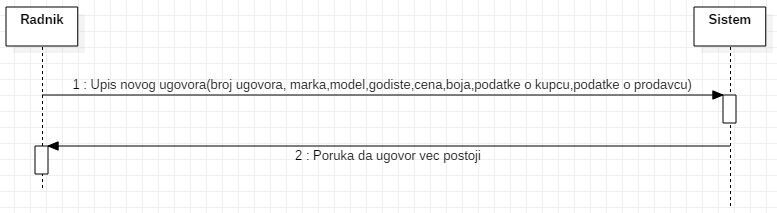 Radnik
Sistem
1 : Upis novog ugovora(broj ugovora, marka,model,godiste,cena,boja,podatke o kupcu,podatke o prodavcu)
2 : Poruka da ugovor vec postoji